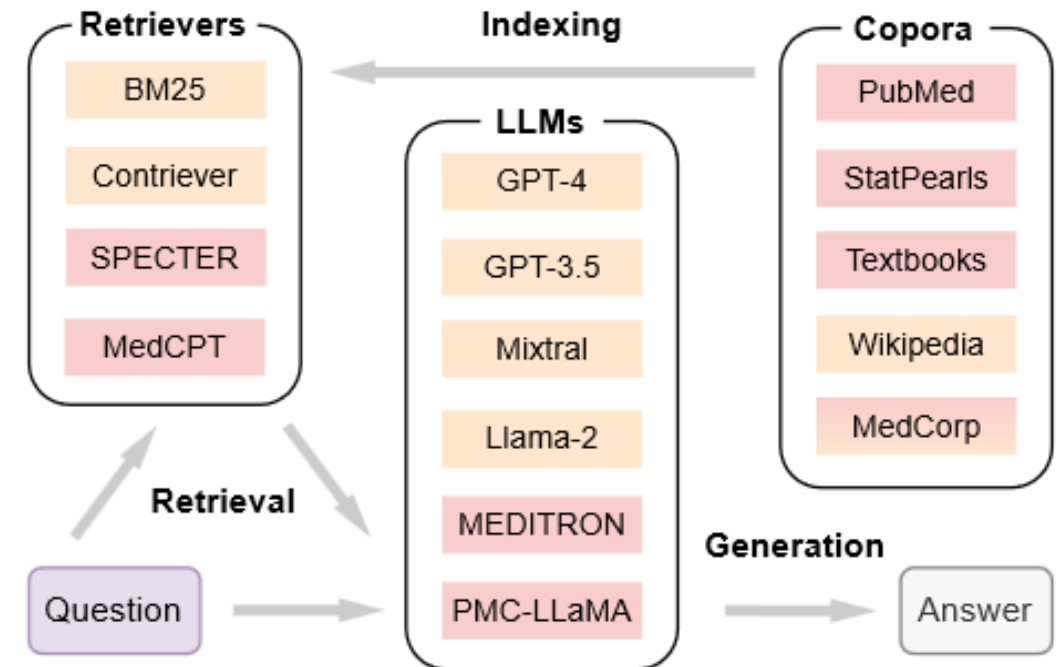 Retrievers
BM25
Contriever
SPECTER
MedCPT
Indexing
Copora
PubMed
StatPearls
Textbooks
Wikipedia
MedCorp
LLMs
GPT-4
GPT-3.5
Mixtral
Llama-2
MEDITRON
PMC-LLaMA
Retrieval
Question
Generation
Answer